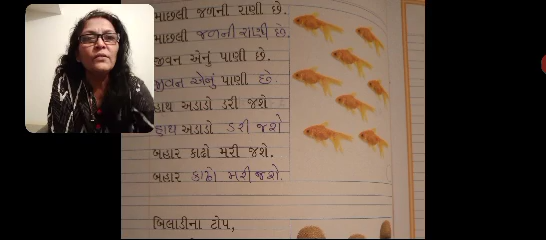 માછલી જળની રાણી છે.
માછલી જળની રાણી છે.
જીવન એનું પાણી છે.
જીવન એનું પાણી છે.
હાથ અડાડો ડરી જશે
હાથ અડાડો ડરી જશે
બહાર કાઢો મરી જશે.
બહાર કાઢો મરી જશે.
બિલાડીના ટોપ,